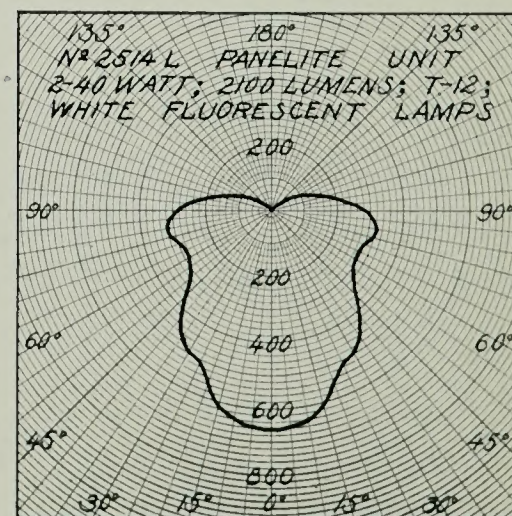 135° 180° 135°
Nº 2514 L PANELITE UNIT
2-40 WATT; 2100 LUMENS; T-12;
WHITE FLUORESCENT LAMPS
200
90° 90°
200
60° 400 60°
600
45° 45°
800
30° 15° 0° 15° 30°